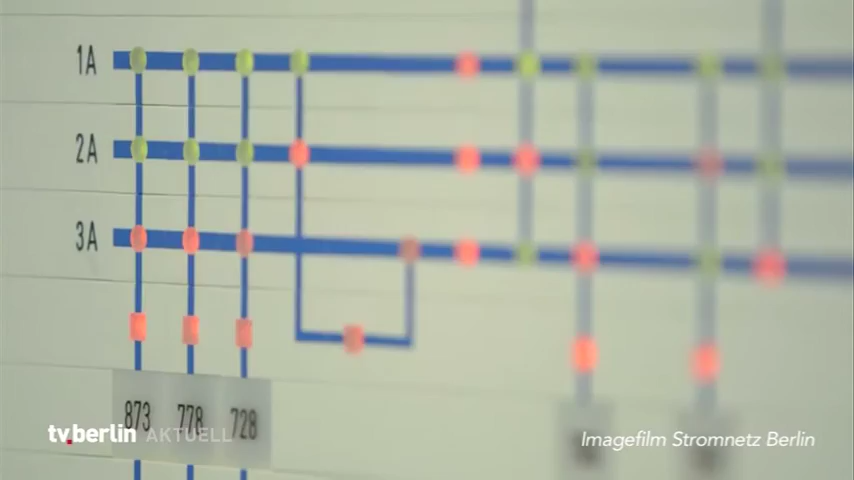 1A
2A
3A
873 778 728
tv.berlin AKTUELL
Imagefilm Stromnetz Berlin